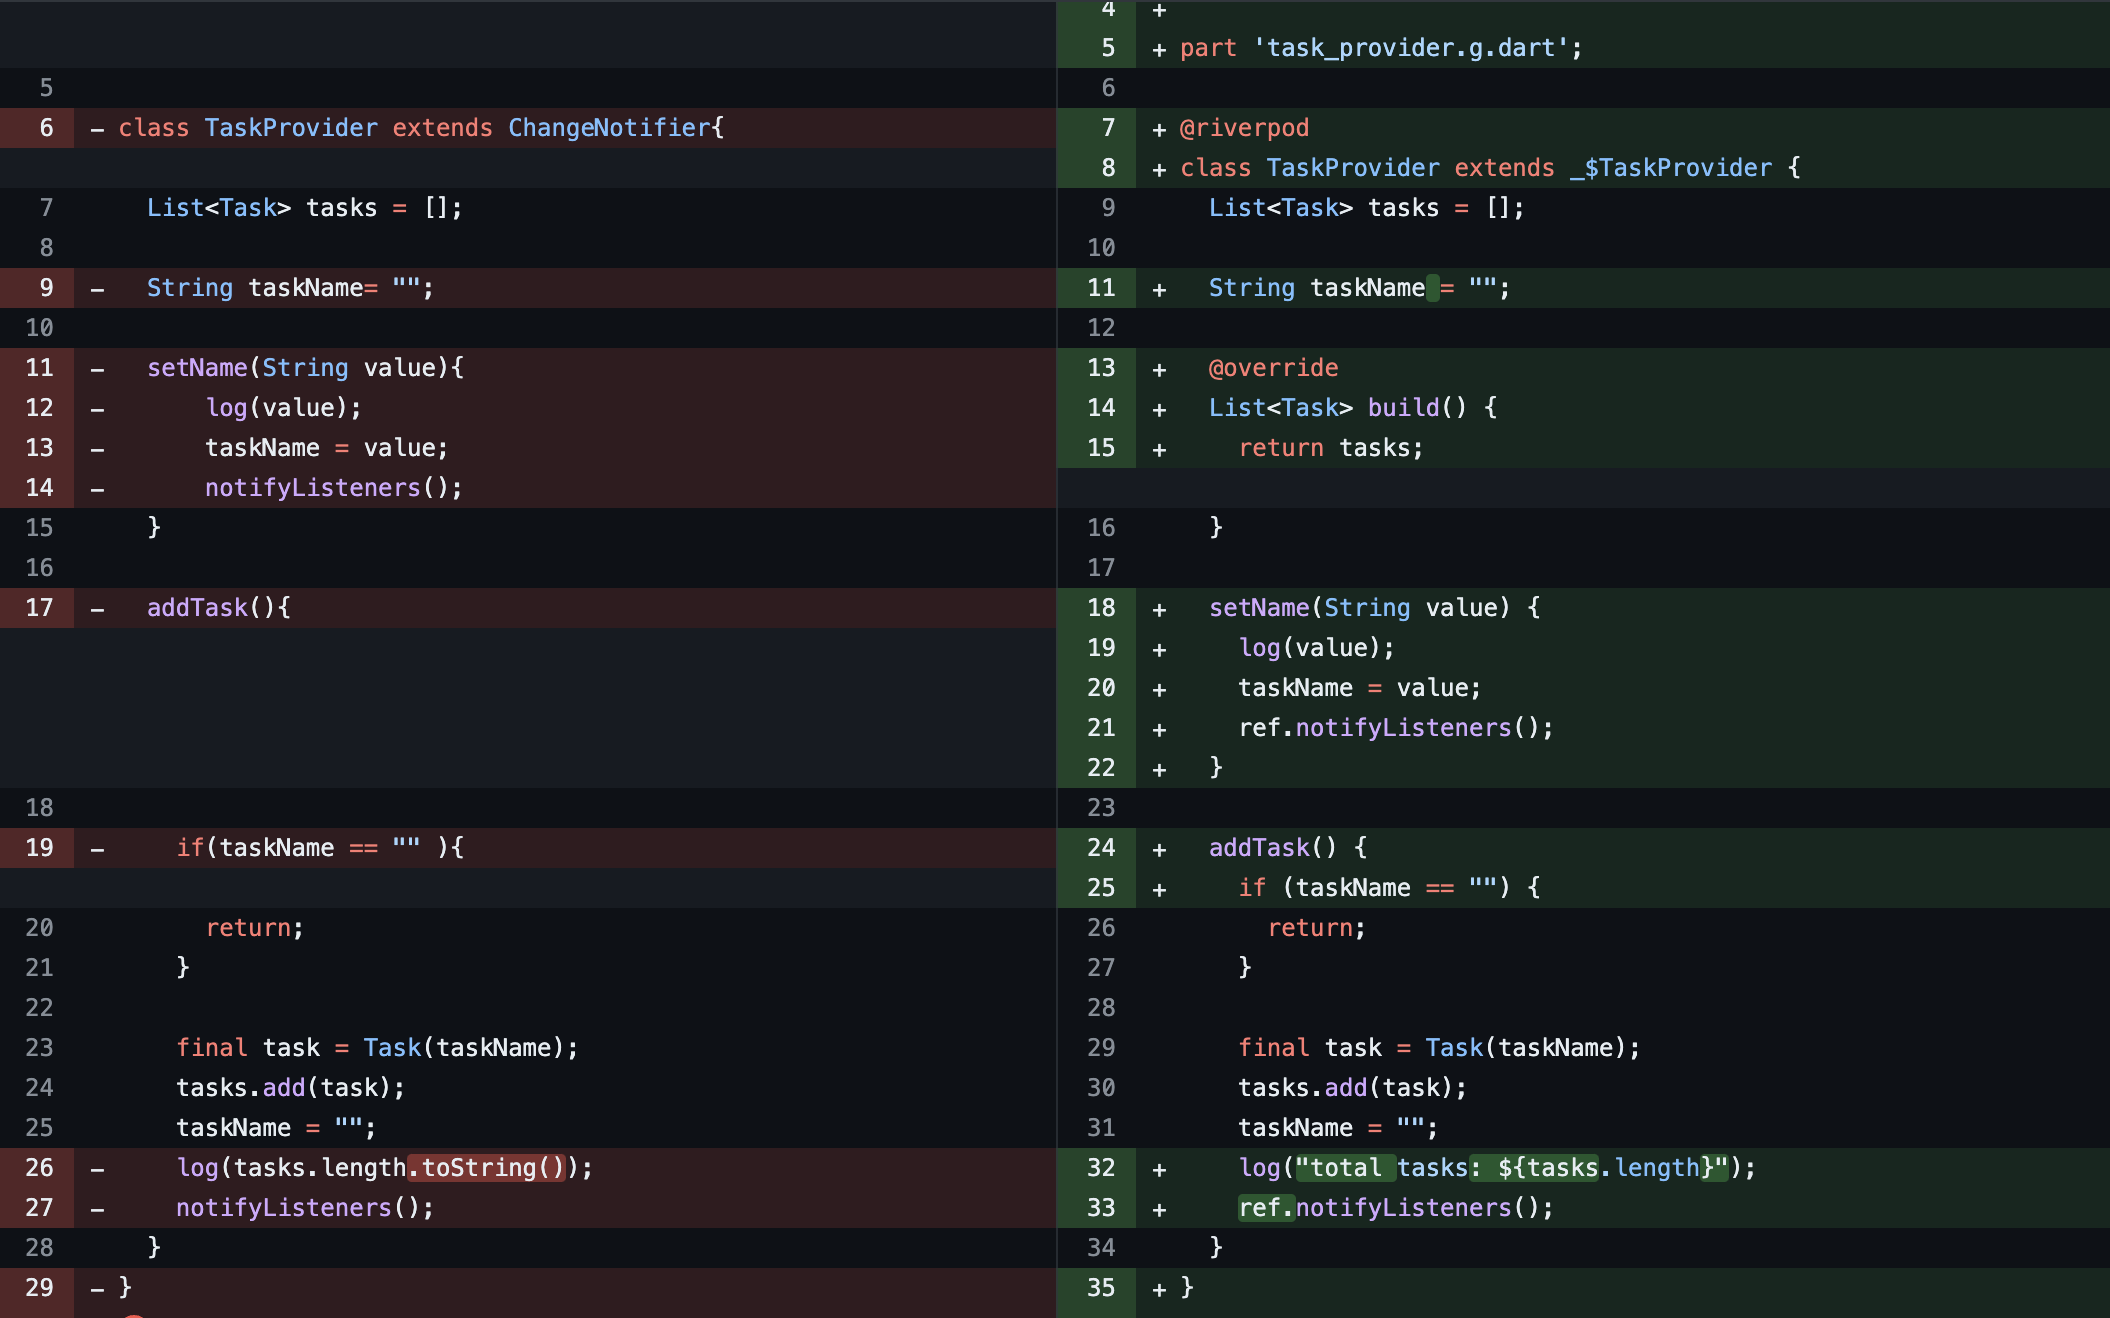 4 +
5 + part 'task_provider.g.dart';
5 6
6 − class TaskProvider extends ChangeNotifier{ 7 + @riverpod
8 + class TaskProvider extends _$TaskProvider {
7 List<Task> tasks = []; 9 List<Task> tasks = [];
8 10
9 − String taskName= ""; 11 + String taskName = "";
10 12
11 − setName(String value){ 13 + @override
12 − log(value); 14 + List<Task> build() {
13 − taskName = value; 15 + return tasks;
14 − notifyListeners();
15 } 16 }
16 17
17 − addTask(){ 18 + setName(String value) {
19 + log(value);
20 + taskName = value;
21 + ref.notifyListeners();
22 + }
18 23
19 − if(taskName == "" ){ 24 + addTask() {
25 + if (taskName == "") {
20 return; 26 return;
21 } 27 }
22 28
23 final task = Task(taskName); 29 final task = Task(taskName);
24 tasks.add(task); 30 tasks.add(task);
25 taskName = ""; 31 taskName = "";
26 − log(tasks.length.toString()); 32 + log("total tasks: ${tasks.length}");
27 − notifyListeners(); 33 + ref.notifyListeners();
28 } 34 }
29 − } 35 + }